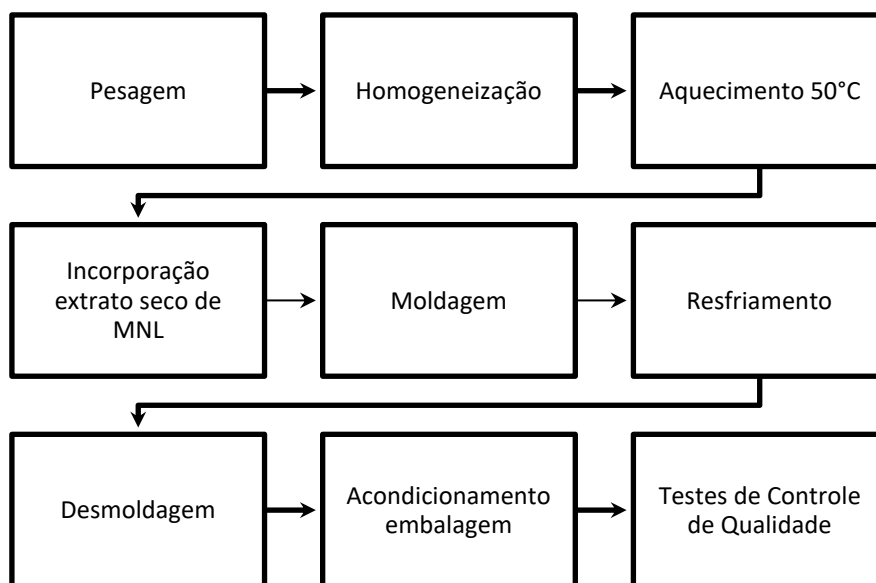 Pesagem
Homogeneização
Aquecimento 50°C
Incorporação
extrato seco de
MNL
Moldagem
Resfriamento
Desmoldagem
Acondicionamento
embalagem
Testes de Controle
de Qualidade